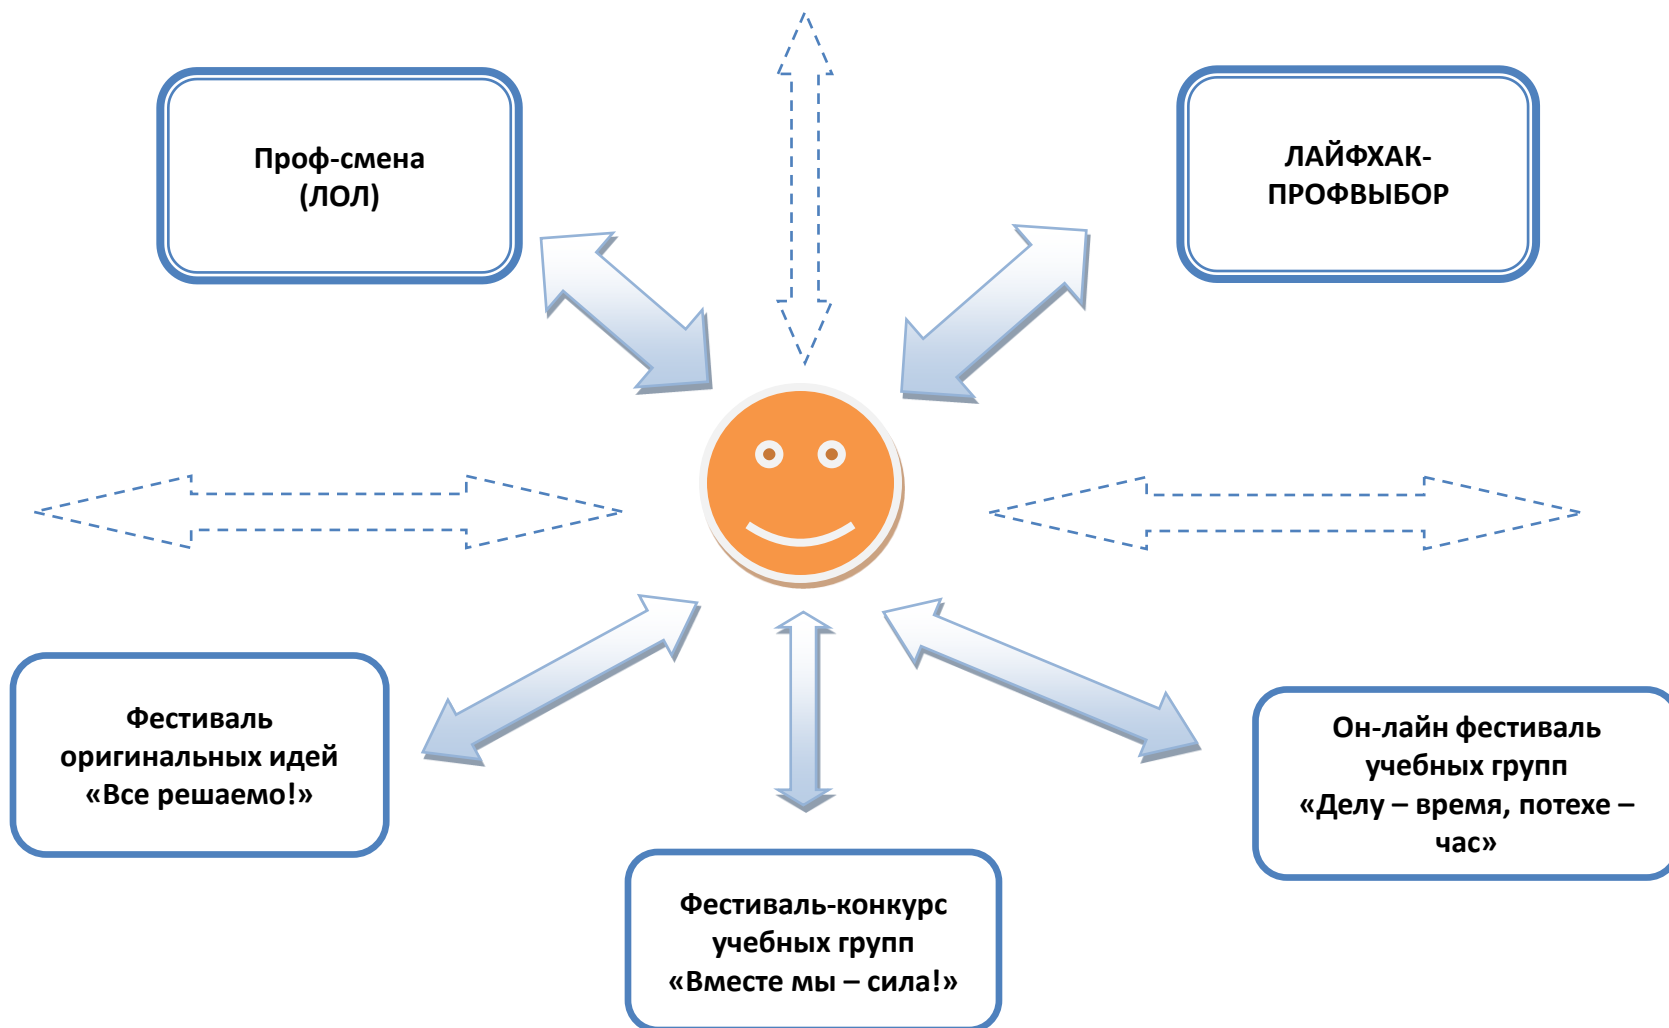 Проф-смена
(ЛОЛ)
ЛАЙФХАК-
ПРОФВЫБОР
Фестиваль
оригинальных идей
«Все решаемо!»
Он-лайн фестиваль
учебных групп
«Делу – время, потехе –
час»
Фестиваль-конкурс
учебных групп
«Вместе мы – сила!»